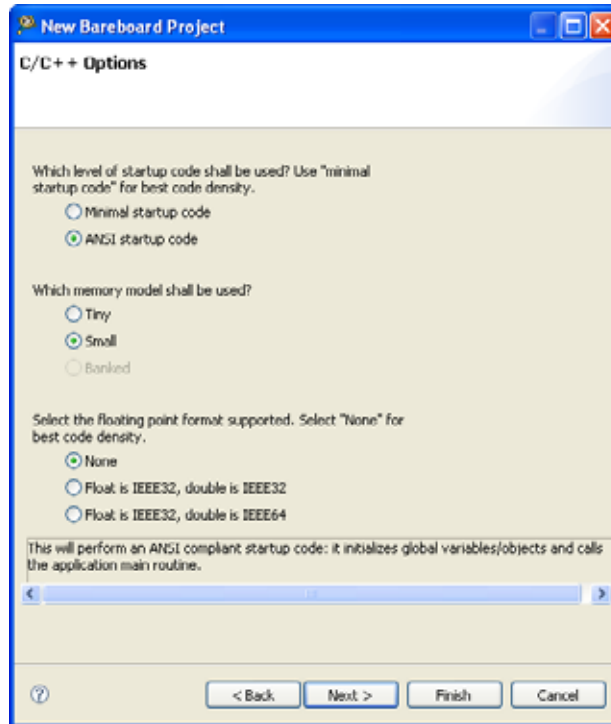 New Bareboard Project
C/C++ Options
Which level of startup code shall be used? Use "minimal
startup code" for best code density.
Minimal startup code
ANSI startup code
Which memory model shall be used?
Tiny
Small
Banked
Select the floating point format supported. Select "None" for
best code density.
None
Float is IEEE32, double is IEEE32
Float is IEEE32, double is IEEE64
This will perform an ANSI compliant startup code: it initializes global variables/objects and calls
the application main routine.
< Back Next > Finish Cancel